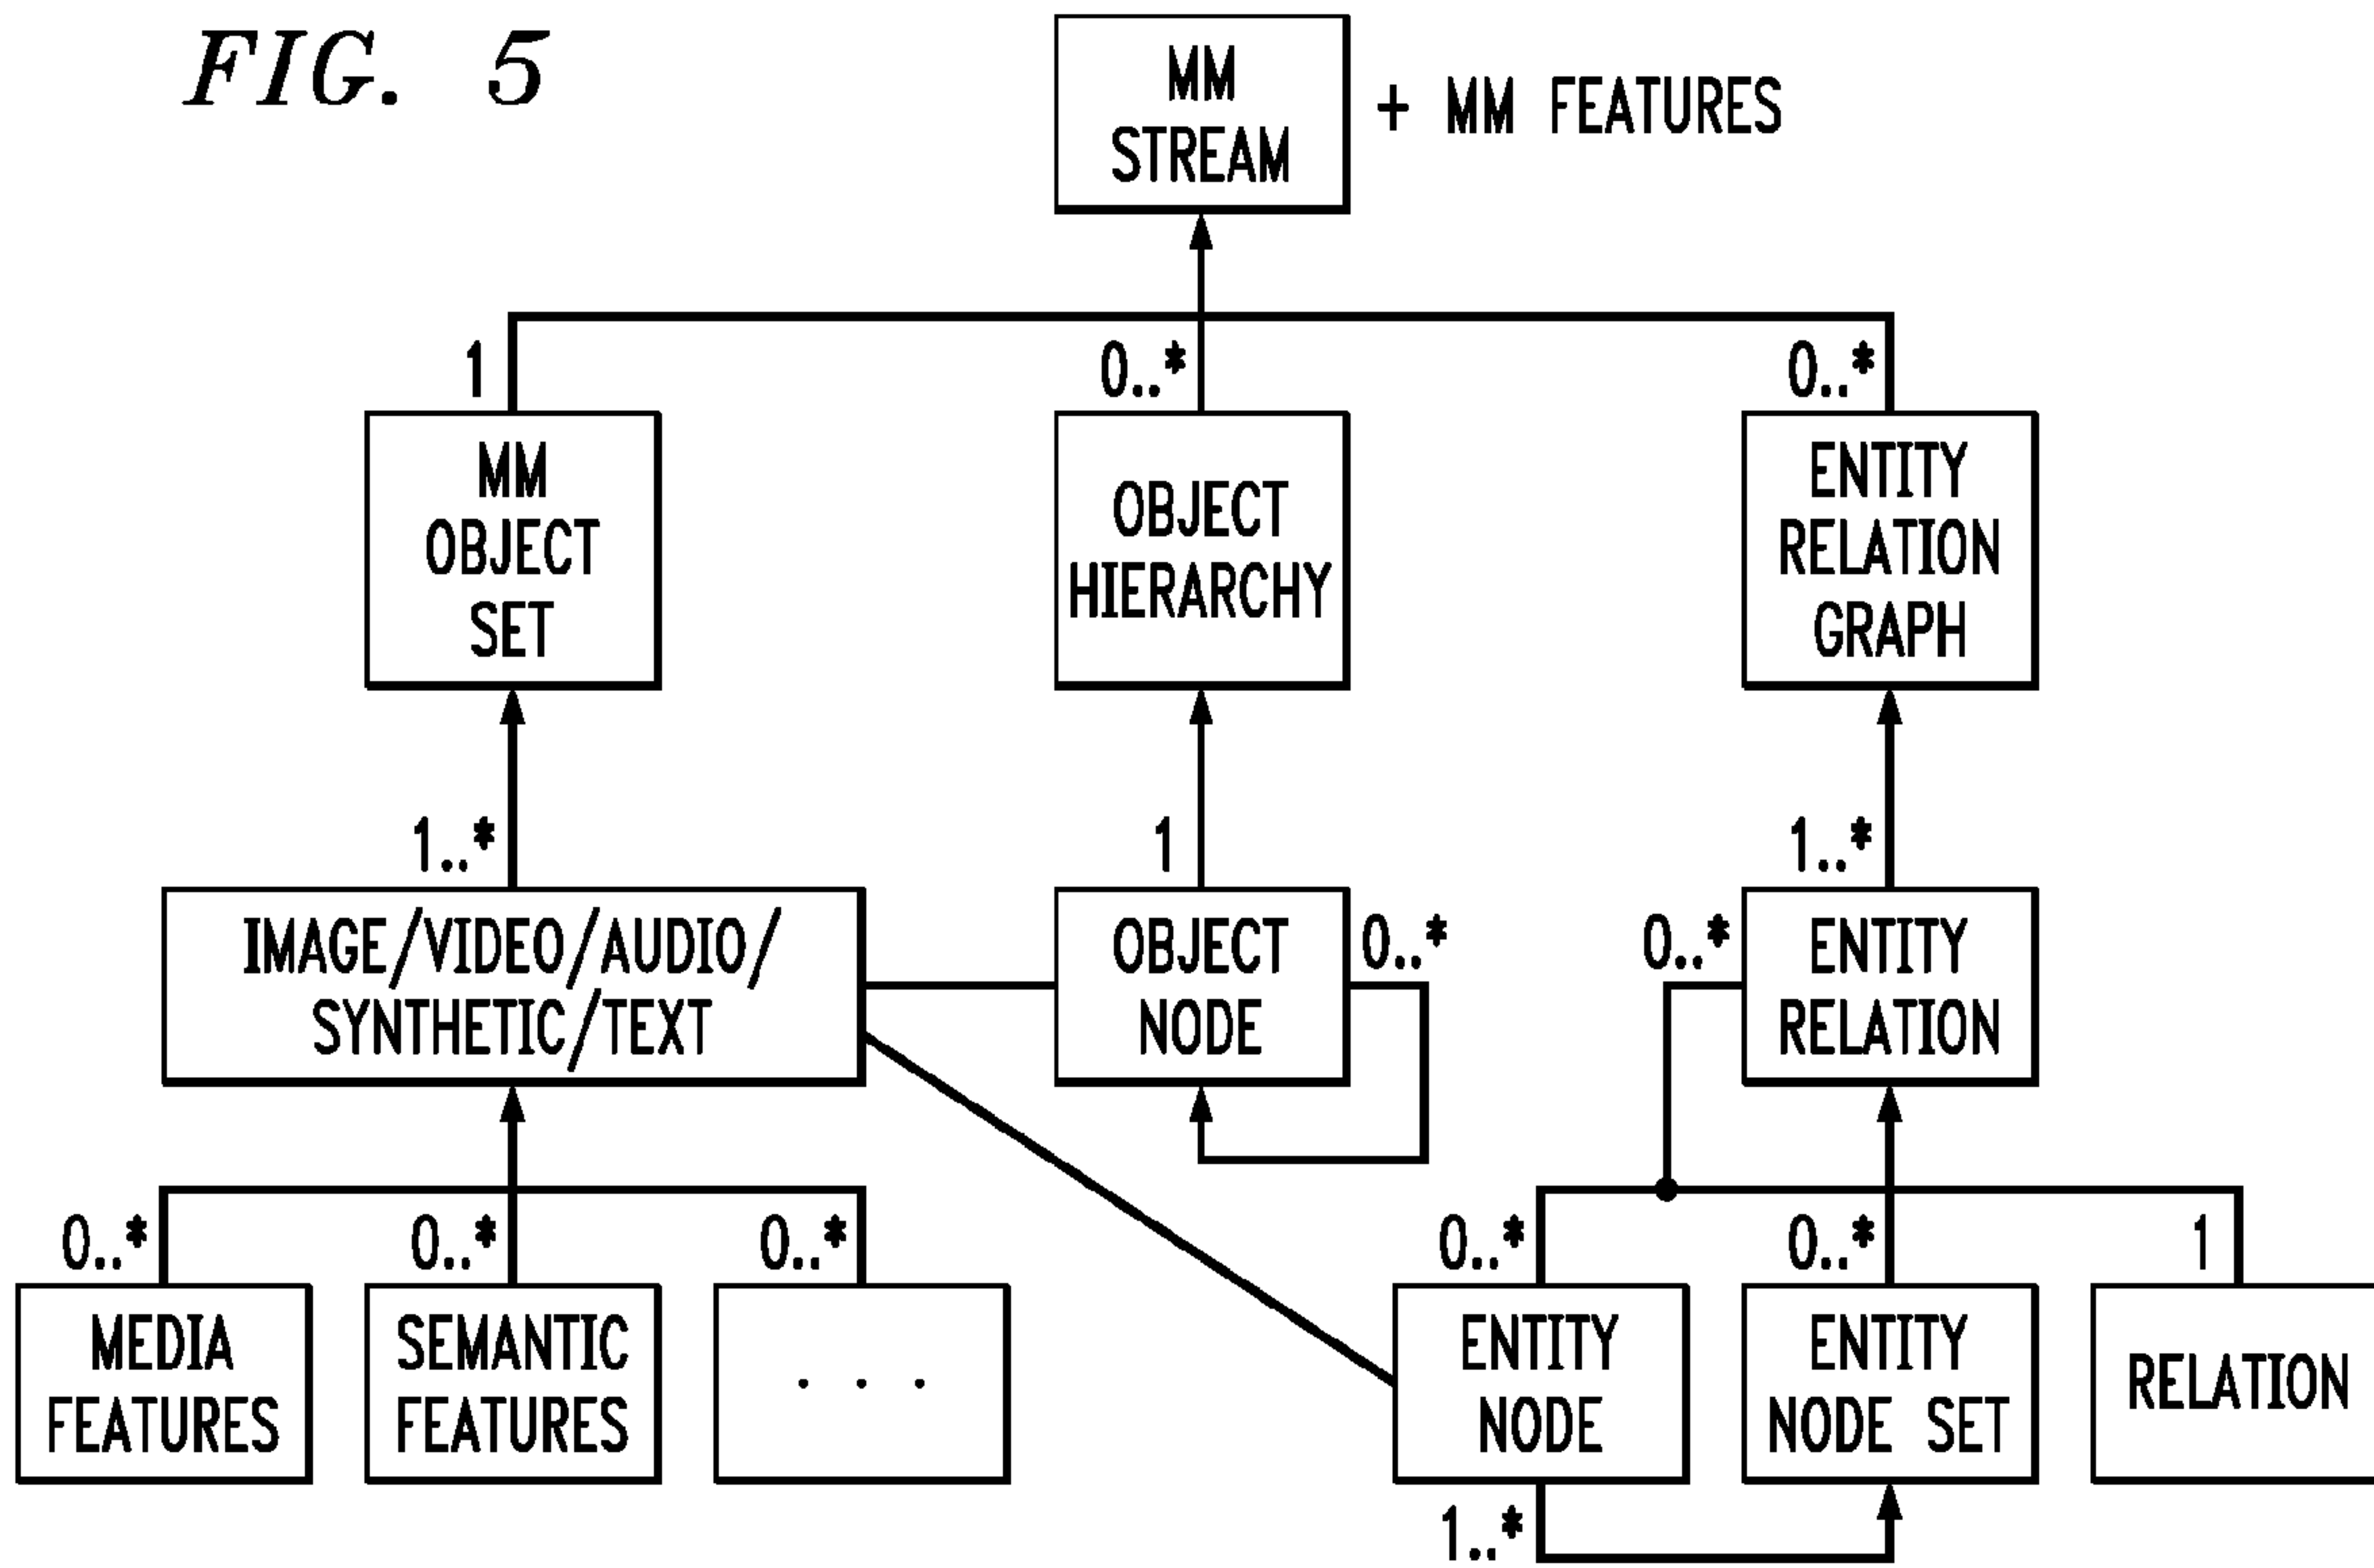 FIG. 5
MM
STREAM
+ MM FEATURES
1
0..*
0..*
MM
OBJECT
SET
OBJECT
HIERARCHY
ENTITY
RELATION
GRAPH
1..*
1
1..*
IMAGE/VIDEO/AUDIO/
SYNTHETIC/TEXT
OBJECT
NODE
0..*
0..*
ENTITY
RELATION
0..*
0..*
0..*
0..*
0..*
1
MEDIA
FEATURES
SEMANTIC
FEATURES
. . .
ENTITY
NODE
ENTITY
NODE SET
RELATION
1..*